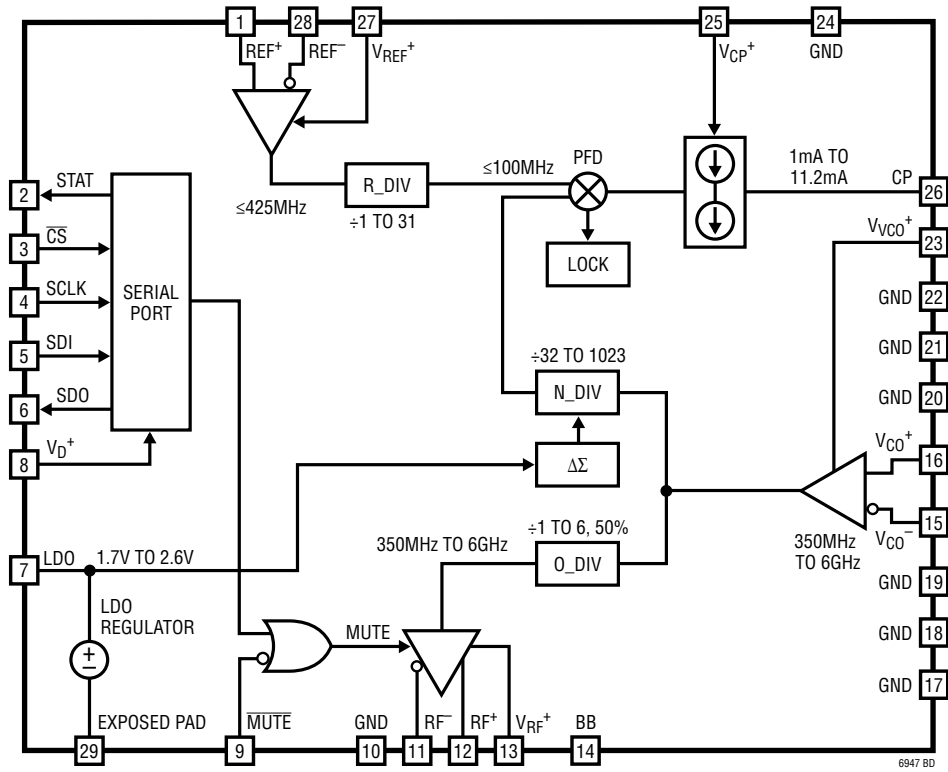 1
28
27
25
24
REF+
REF−
VREF+
VCP+
GND
PFD
≤100MHz
1mA TO
11.2mA
CP
26
R_DIV
÷1 TO 31
≤425MHz
2
STAT
3
CS
4
SCLK
5
SDI
6
SDO
8
VD+
SERIAL
PORT
LOCK
VVCO+
23
GND
22
GND
21
GND
20
÷32 TO 1023
N_DIV
ΔΣ
VCO+
16
VCO−
15
350MHz
TO 6GHz
÷1 TO 6, 50%
O_DIV
350MHz TO 6GHz
7
LDO
1.7V TO 2.6V
LDO
REGULATOR
+
−
GND
19
GND
18
GND
17
MUTE
EXPOSED PAD
MUTE
GND
RF−
RF+
VRF+
BB
29
9
10
11
12
13
14
6947 BD